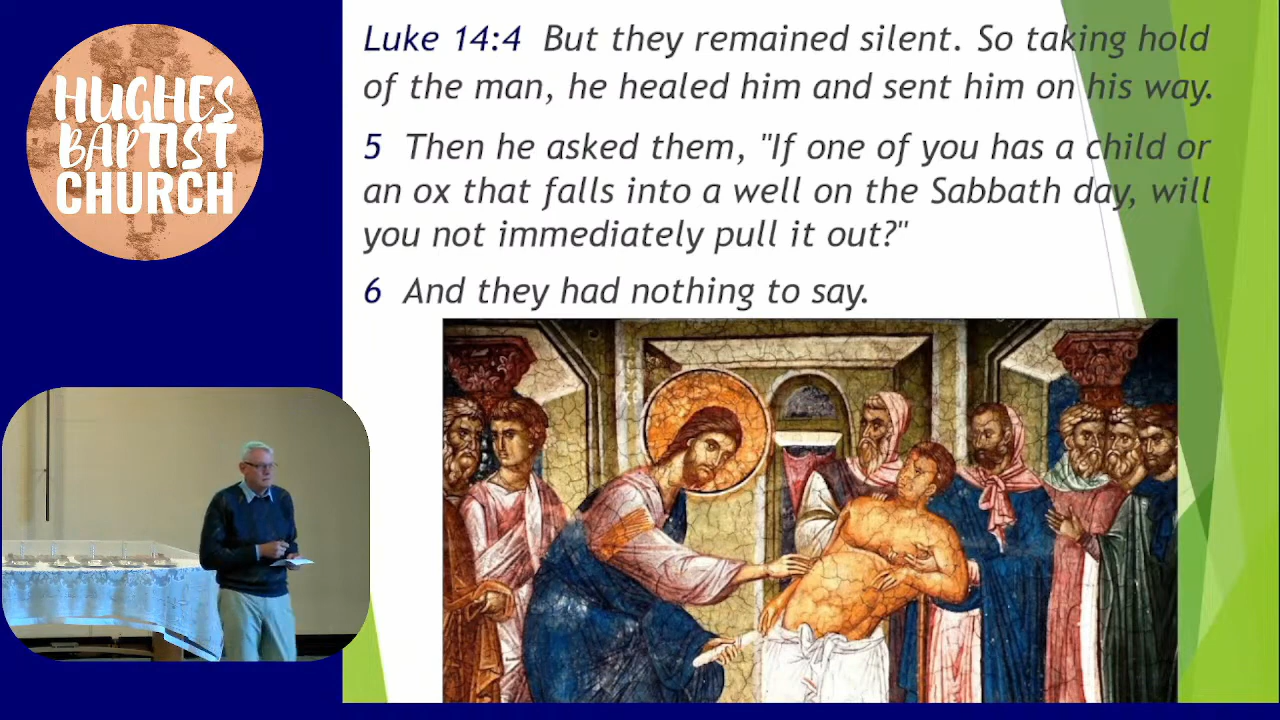 HUGHES
BAPTIST
CHURCH
Luke 14:4 But they remained silent. So taking hold
of the man, he healed him and sent him on his way.
5 Then he asked them, "If one of you has a child or
an ox that falls into a well on the Sabbath day, will
you not immediately pull it out?"
6 And they had nothing to say.